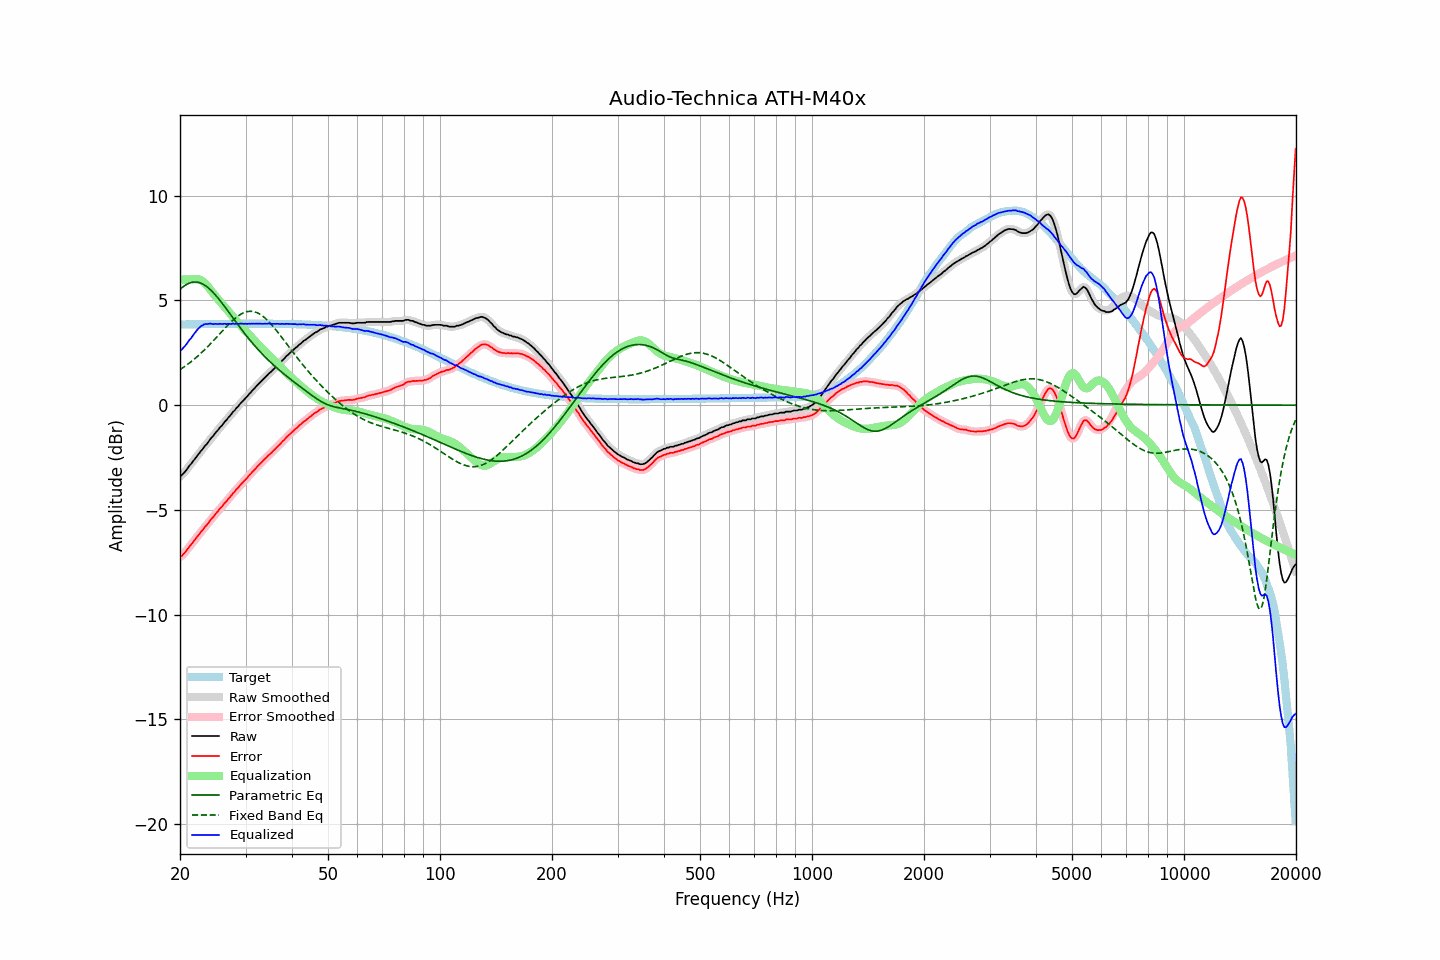 Audio-Technica ATH-M40x
Amplitude (dBr)
10
5
0
−5
−10
−15
−20
Target
Raw Smoothed
Error Smoothed
Raw
Error
Equalization
Parametric Eq
Fixed Band Eq
Equalized
20 50 100 200 500 1000 2000 5000 10000 20000
Frequency (Hz)